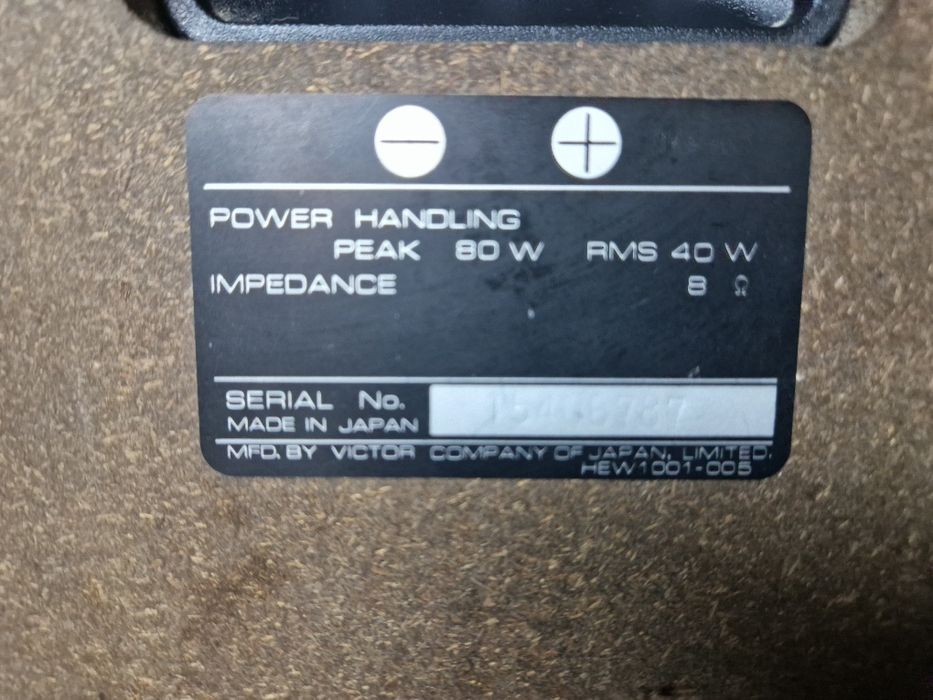 − +
POWER HANDLING
PEAK 80 W RMS 40 W
IMPEDANCE 8 Ω
SERIAL No.
MADE IN JAPAN
MFD. BY VICTOR COMPANY OF JAPAN, LIMITED.
HEW1001-005